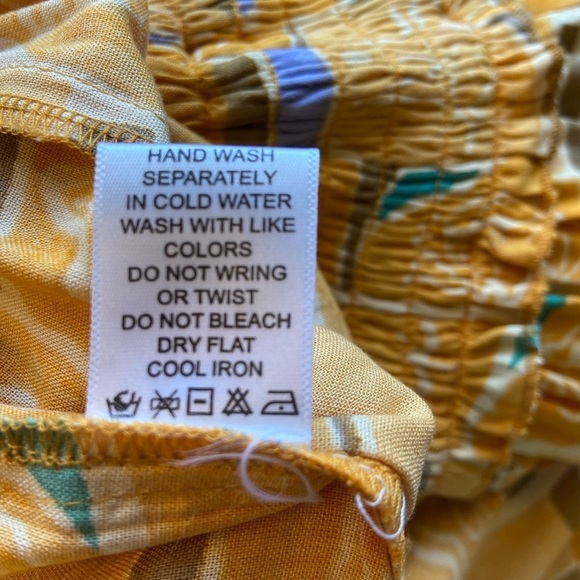 HAND WASH
SEPARATELY
IN COLD WATER
WASH WITH LIKE
COLORS
DO NOT WRING
OR TWIST
DO NOT BLEACH
DRY FLAT
COOL IRON